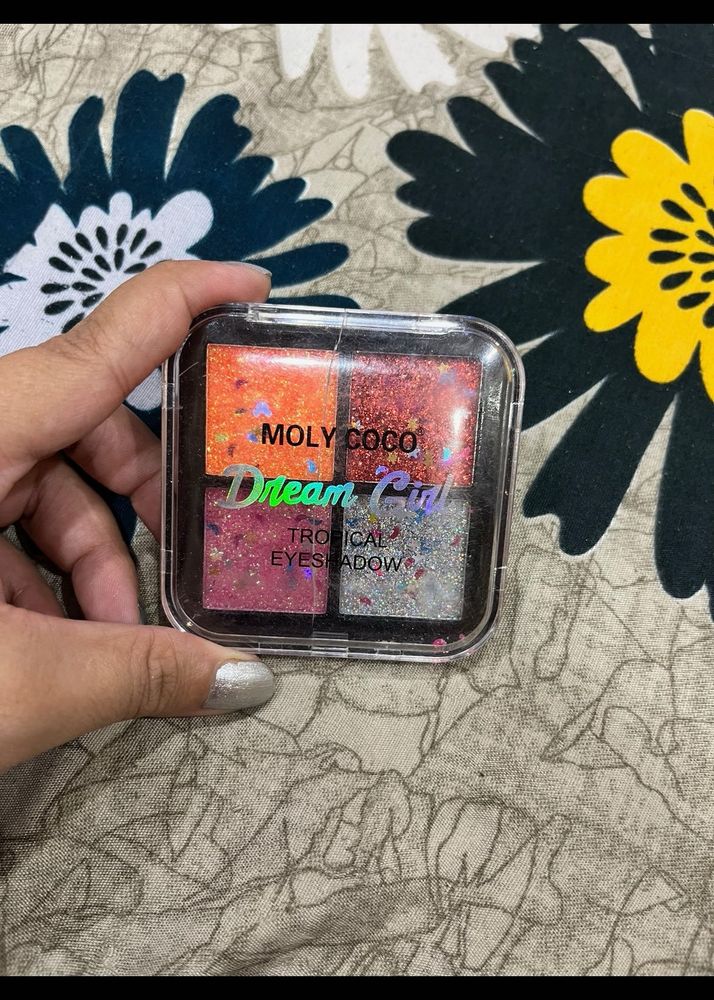 MOLY COCO
Dream Girl
TROPICAL
EYESHADOW